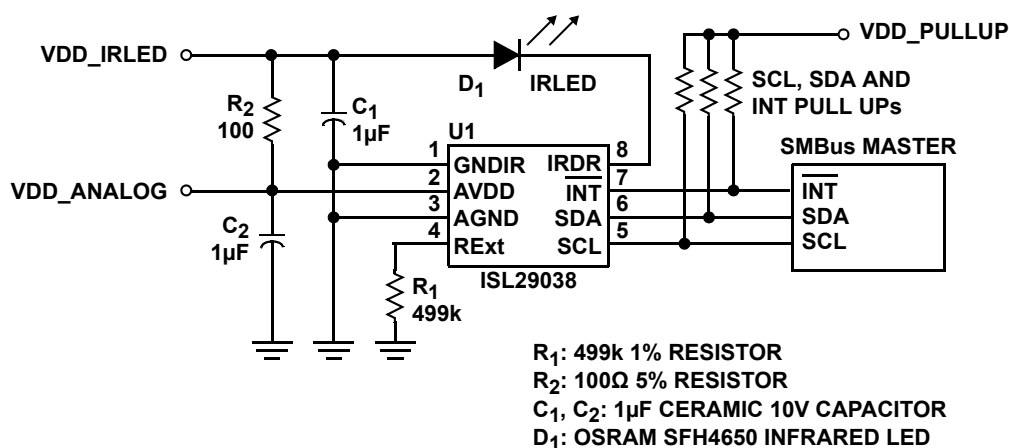 VDD_IRLED
VDD_PULLUP
D1
IRLED
SCL, SDA AND
INT PULL UPs
R2
100
C1
1µF
U1
SMBus MASTER
1
GNDIR
IRDR
8
VDD_ANALOG
2
AVDD
INT
7
INT
3
AGND
SDA
6
SDA
4
RExt
SCL
5
SCL
C2
1µF
ISL29038
R1
499k
R1: 499k 1% RESISTOR
R2: 100Ω 5% RESISTOR
C1, C2: 1µF CERAMIC 10V CAPACITOR
D1: OSRAM SFH4650 INFRARED LED